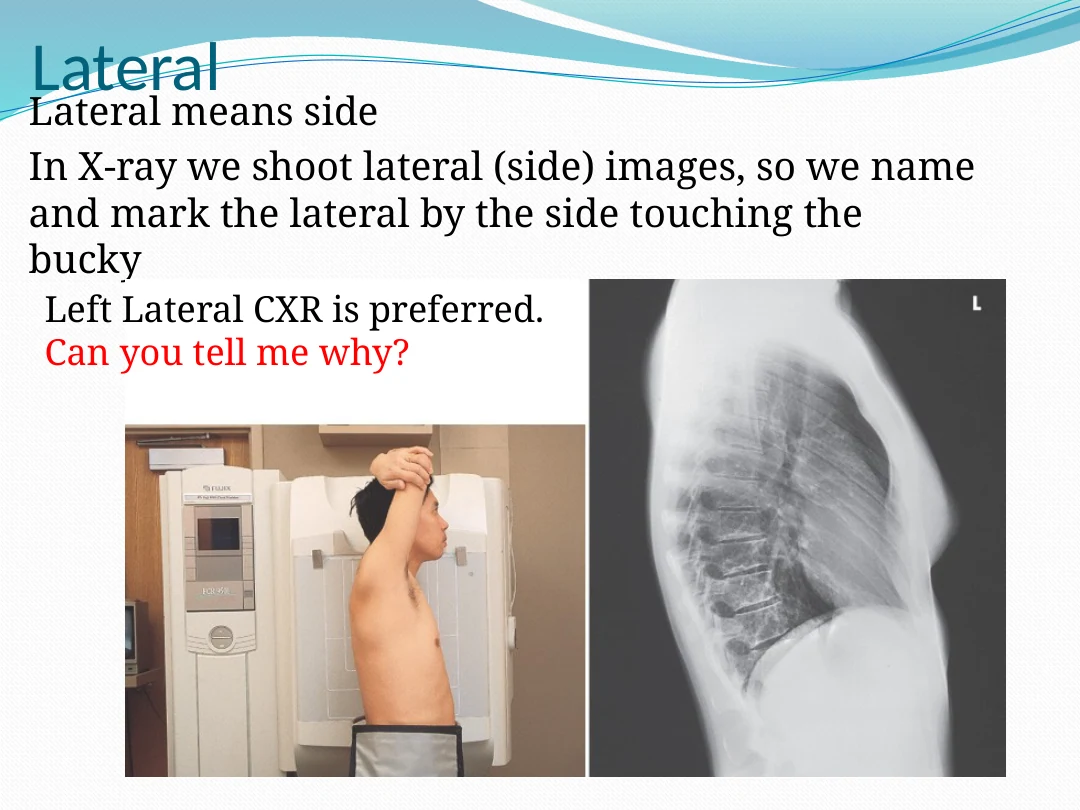 Lateral
Lateral means side
In X-ray we shoot lateral (side) images, so we name
and mark the lateral by the side touching the
bucky
Left Lateral CXR is preferred.
Can you tell me why?
L
FUJIX